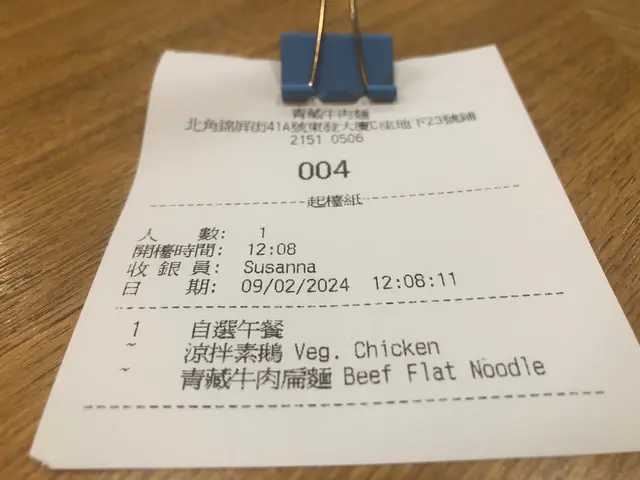 青藏牛肉麵
北角錦屏街41A號東發大廈C座地下23號鋪
2151 0506
004
起檯紙
人 數: 1
開檯時間: 12:08
收銀員: Susanna
日 期: 09/02/2024 12:08:11
1 自選午餐
~ 涼拌素鵝 Veg. Chicken
~ 青藏牛肉扁麵 Beef Flat Noodle